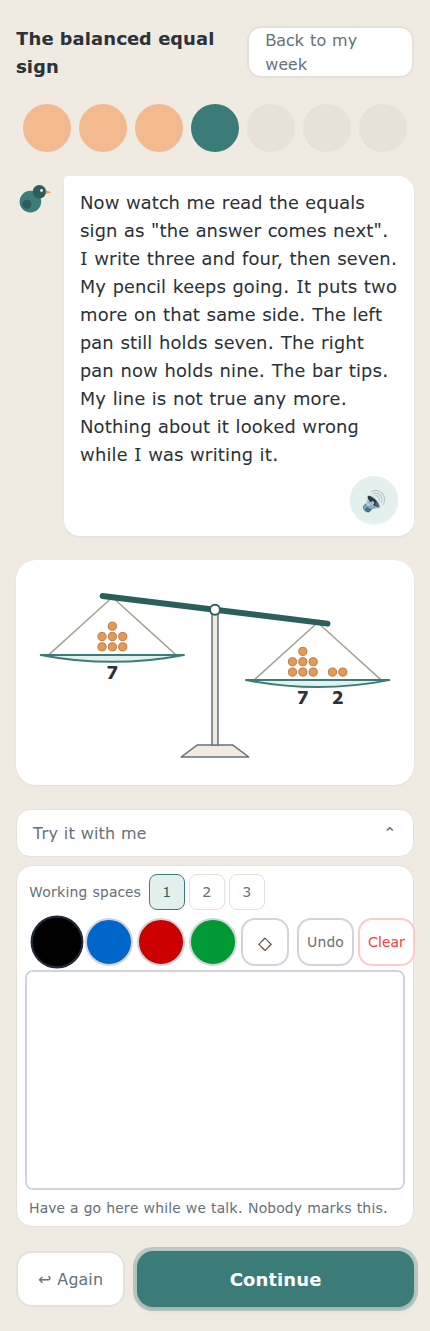 The balanced equal
sign
Back to my
week
Now watch me read the equals
sign as "the answer comes next".
I write three and four, then seven.
My pencil keeps going. It puts two
more on that same side. The left
pan still holds seven. The right
pan now holds nine. The bar tips.
My line is not true any more.
Nothing about it looked wrong
while I was writing it.
7
7 2
Try it with me
Working spaces 1 2 3
Undo Clear
Have a go here while we talk. Nobody marks this.
↩ Again
Continue